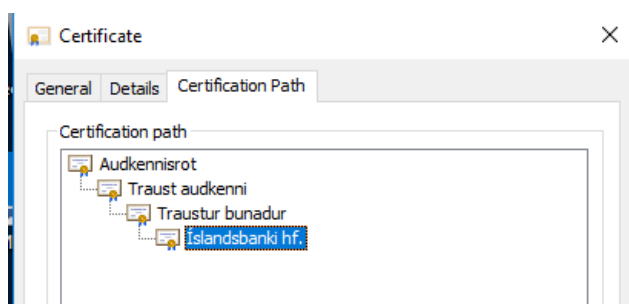 Certificate
General Details Certification Path
Certification path
Audkennisrot
Traust audkenni
Traustur bunadur
Íslandsbanki hf.